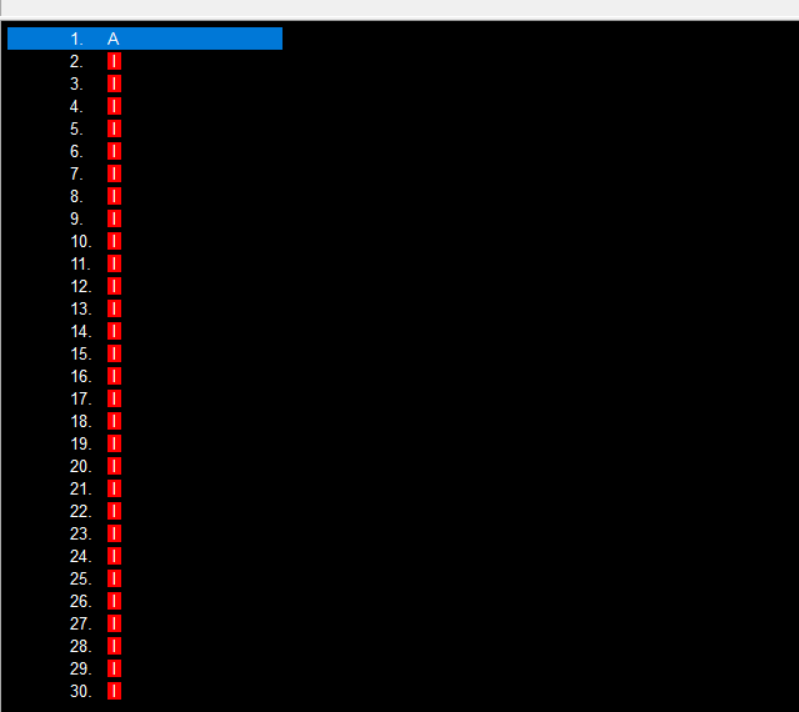 1. A
2. I
3. I
4. I
5. I
6. I
7. I
8. I
9. I
10. I
11. I
12. I
13. I
14. I
15. I
16. I
17. I
18. I
19. I
20. I
21. I
22. I
23. I
24. I
25. I
26. I
27. I
28. I
29. I
30. I